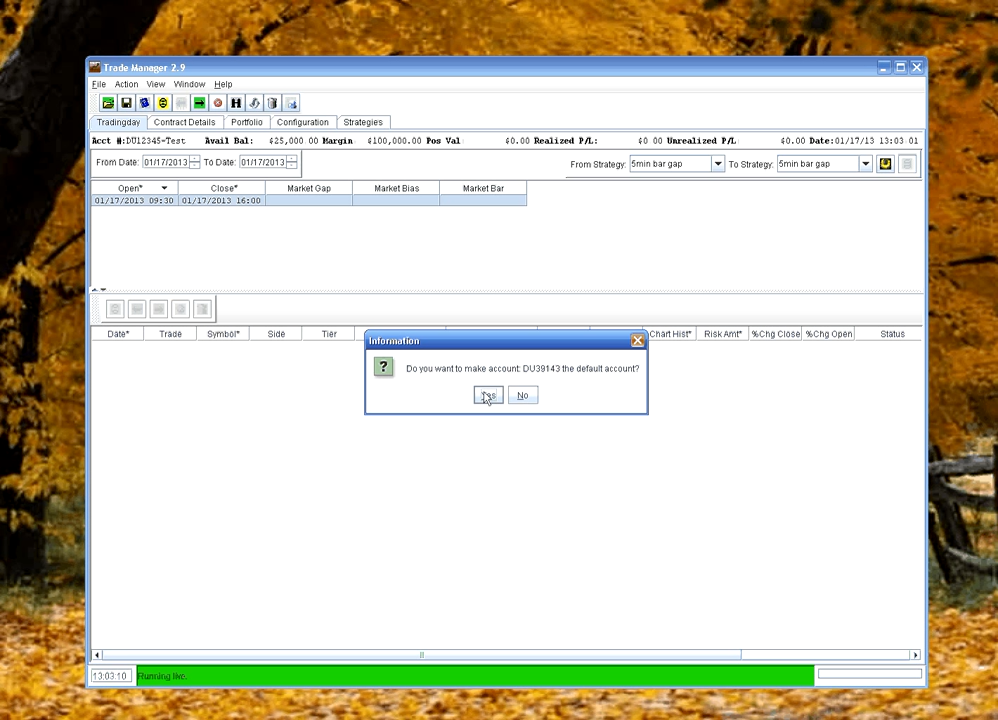 Trade Manager 2.9
File Action View Window Help
Tradingday Contract Details Portfolio Configuration Strategies
Acct #:DU12345-Test Avail Bal: $25,000 00 Margin: $100,000.00 Pos Val: $0.00 Realized P/L: $0 00 Unrealized P/L: $0.00 Date:01/17/13 13:03 01
From Date: 01/17/2013 To Date: 01/17/2013 From Strategy: 5min bar gap To Strategy: 5min bar gap
Open* Close* Market Gap Market Bias Market Bar
01/17/2013 09:30 01/17/2013 16:00
Date* Trade Symbol* Side Tier Chart Hist* Risk Amt* %Chg Close %Chg Open Status
Information
Do you want to make account: DU39143 the default account?
Yes No
13:03:10 Running live.